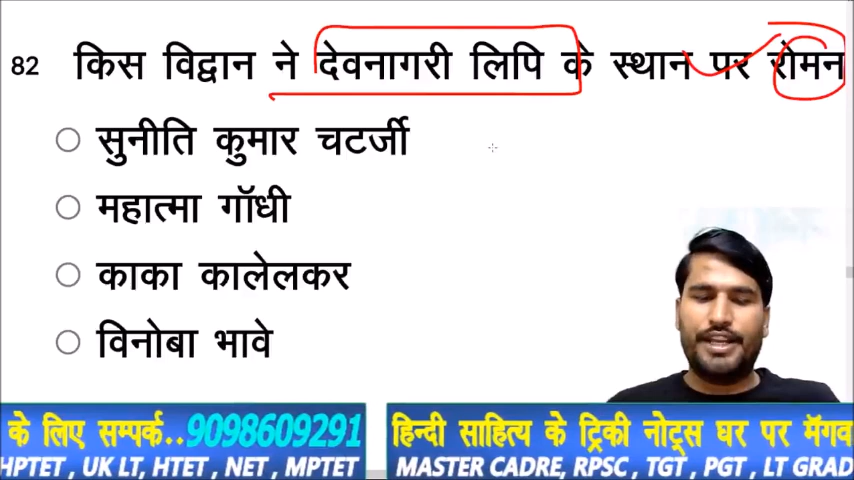 82 किस विद्वान ने देवनागरी लिपि के स्थान पर रोमन
सुनीति कुमार चटर्जी
महात्मा गॉधी
काका कालेलकर
विनोबा भावे
के लिए सम्पर्क..9098609291
हिन्दी साहित्य के ट्रिकी नोट्स घर पर मॅगव
HPTET , UK LT, HTET , NET , MPTET
MASTER CADRE, RPSC , TGT , PGT , LT GRAD